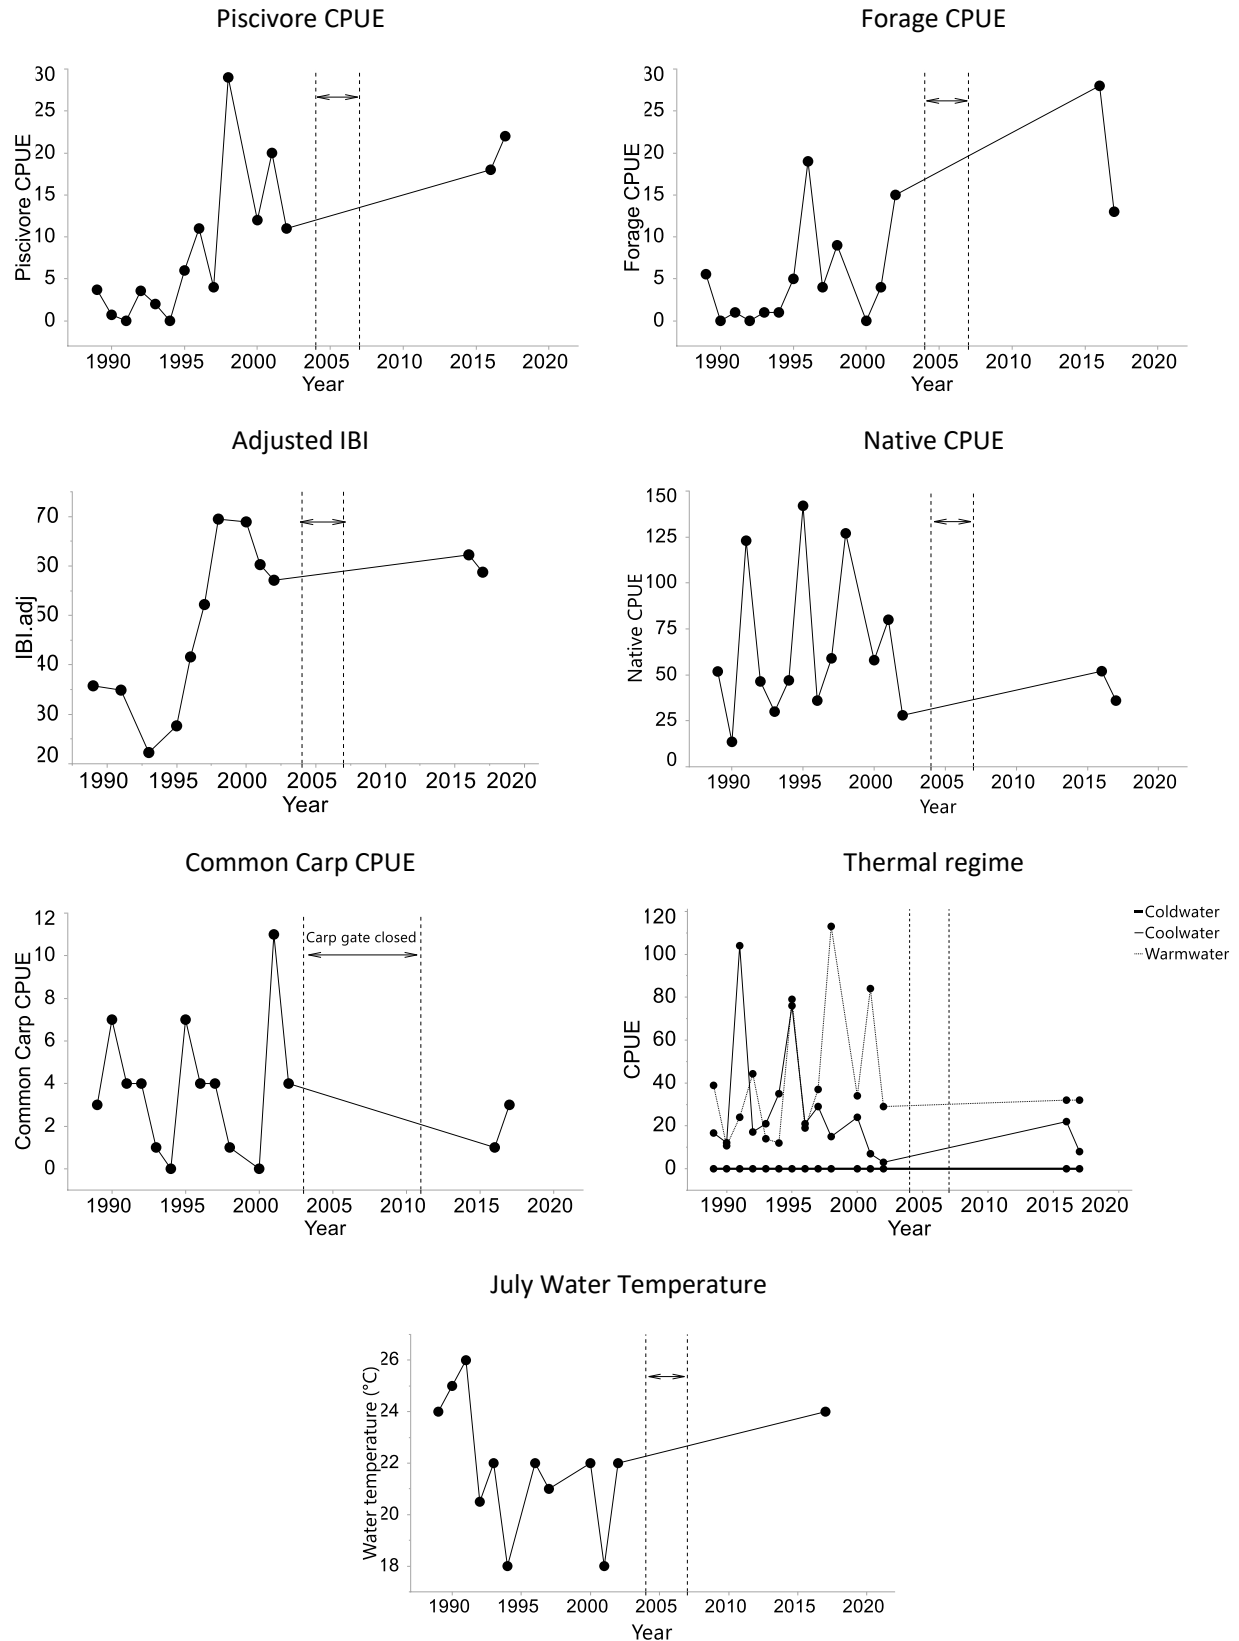 Piscivore CPUE
Forage CPUE
30
25
20
15
10
5
0
Piscivore CPUE
1990 1995 2000 2005 2010 2015 2020
Year
30
25
20
15
10
5
0
Forage CPUE
1990 1995 2000 2005 2010 2015 2020
Year
Adjusted IBI
Native CPUE
70
60
50
40
30
20
IBI.adj
1990 1995 2000 2005 2010 2015 2020
Year
150
125
100
75
50
25
0
Native CPUE
1990 1995 2000 2005 2010 2015 2020
Year
Common Carp CPUE
Thermal regime
12
10
8
6
4
2
0
Common Carp CPUE
Carp gate closed
1990 1995 2000 2005 2010 2015 2020
Year
120
100
80
60
40
20
0
CPUE
Coldwater
Coolwater
Warmwater
1990 1995 2000 2005 2010 2015 2020
Year
July Water Temperature
26
24
22
20
18
Water temperature (°C)
1990 1995 2000 2005 2010 2015 2020
Year